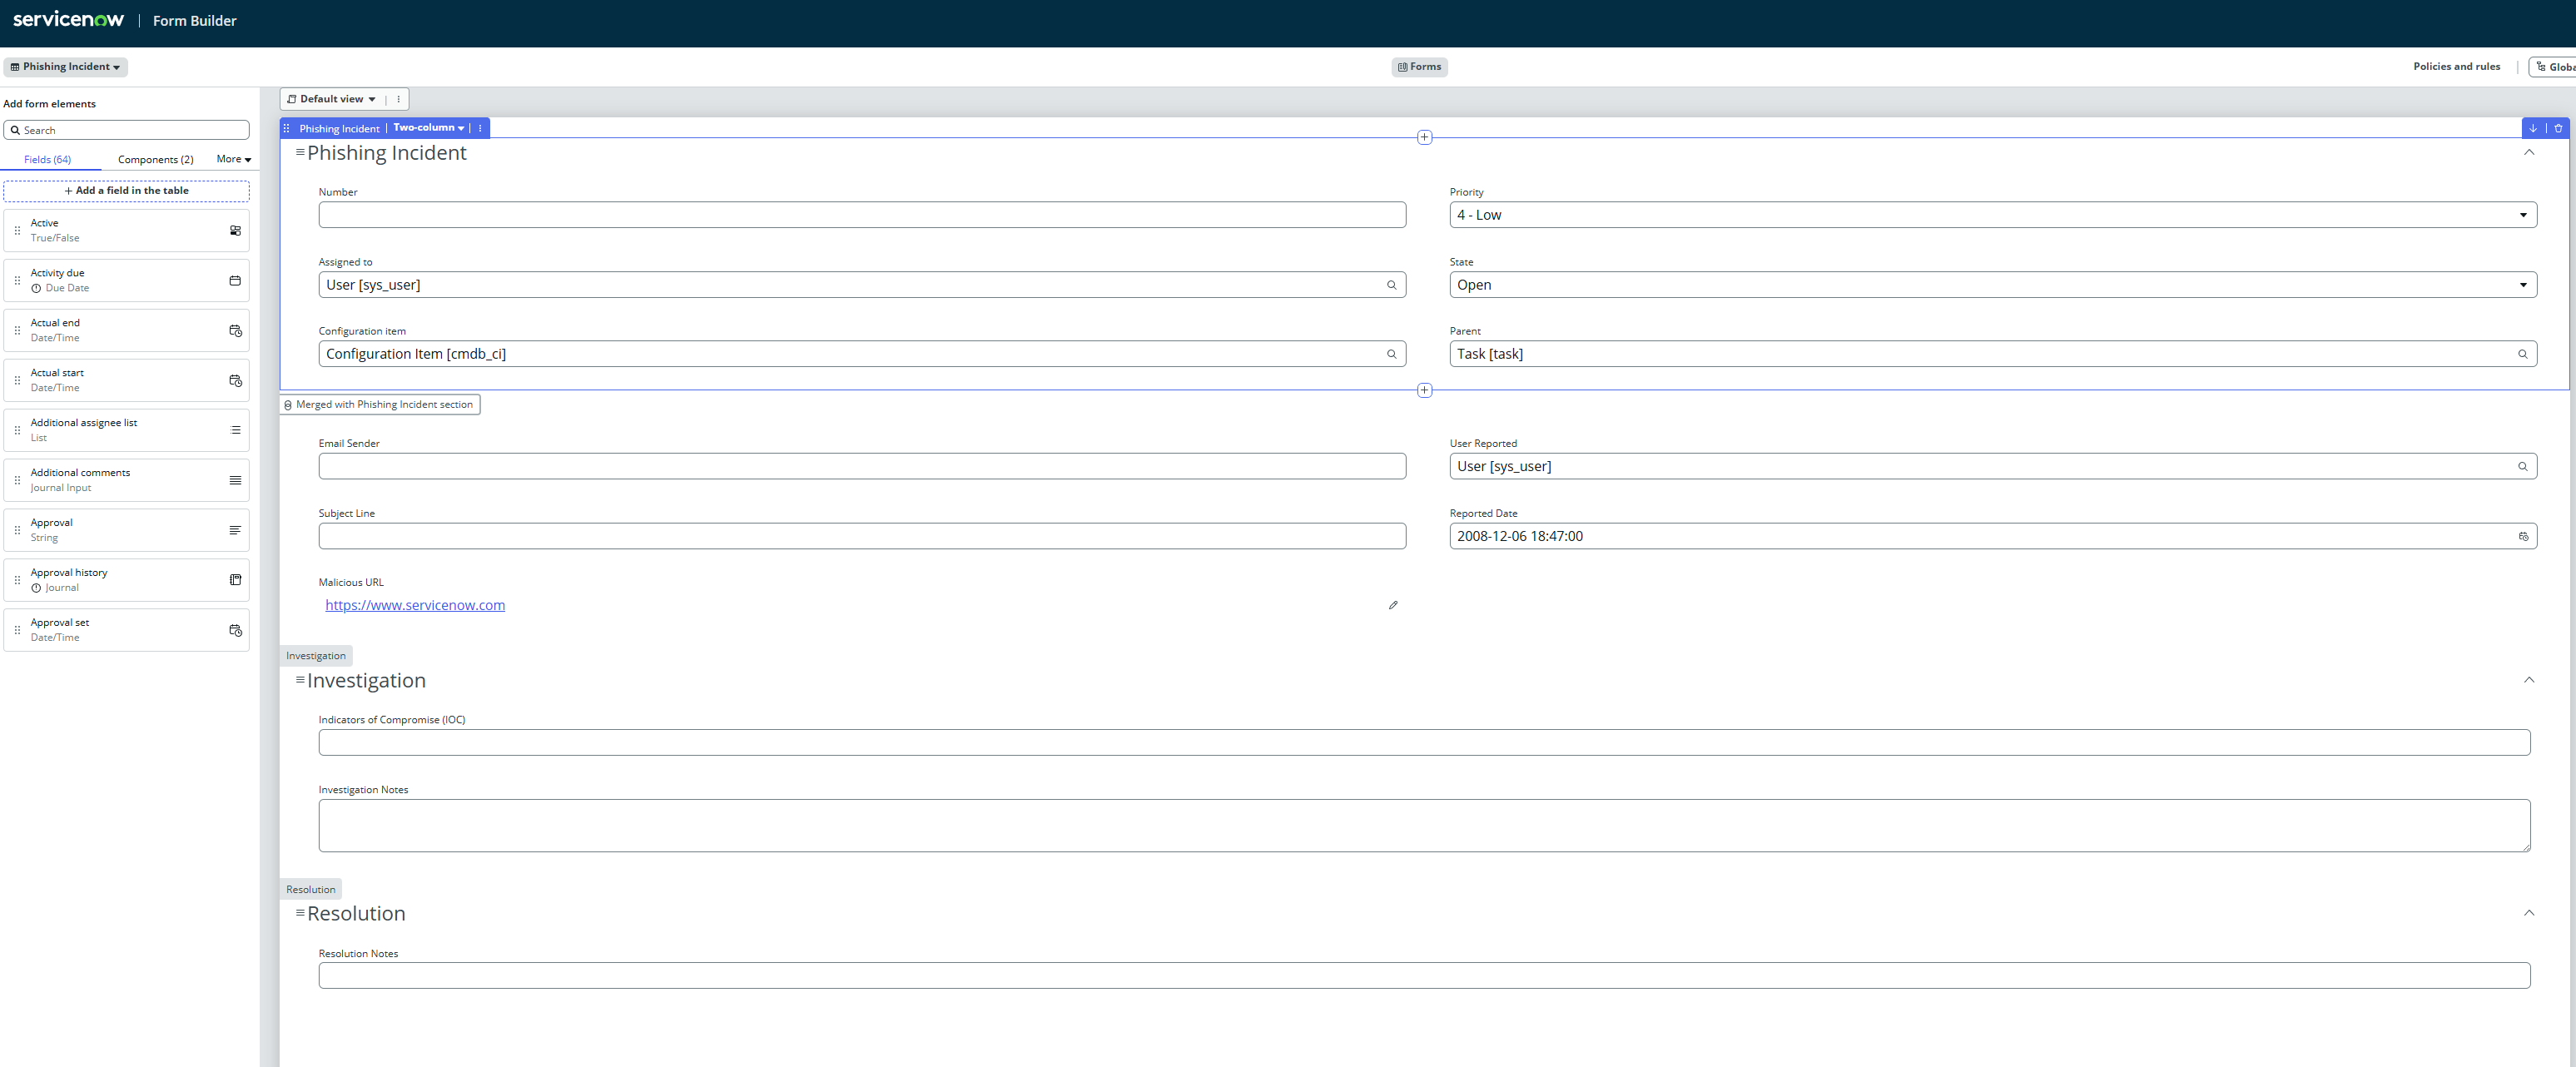 servicenow | Form Builder
Phishing Incident
Forms
Policies and rules
Globa
Add form elements
Search
Fields (64)
Components (2)
More
+ Add a field in the table
Active
True/False
Activity due
Due Date
Actual end
Date/Time
Actual start
Date/Time
Additional assignee list
List
Additional comments
Journal Input
Approval
String
Approval history
Journal
Approval set
Date/Time
Default view
Phishing Incident | Two-column
Phishing Incident
Number
Priority
4 - Low
Assigned to
User [sys_user]
State
Open
Configuration item
Configuration Item [cmdb_ci]
Parent
Task [task]
Merged with Phishing Incident section
Email Sender
User Reported
User [sys_user]
Subject Line
Reported Date
2008-12-06 18:47:00
Malicious URL
https://www.servicenow.com
Investigation
Investigation
Indicators of Compromise (IOC)
Investigation Notes
Resolution
Resolution
Resolution Notes